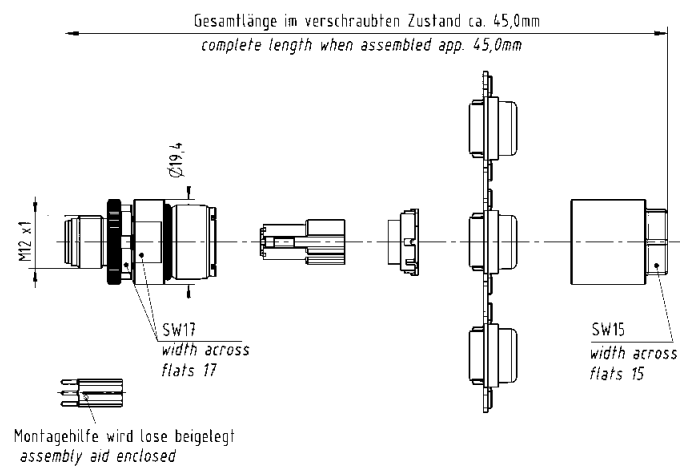 Gesamtlänge im verschraubten Zustand ca. 45,0mm
complete length when assembled app. 45,0mm
Ø19,4
M12 x1
SW17
width across
flats 17
SW15
width across
flats 15
Montagehilfe wird lose beigelegt
assembly aid enclosed